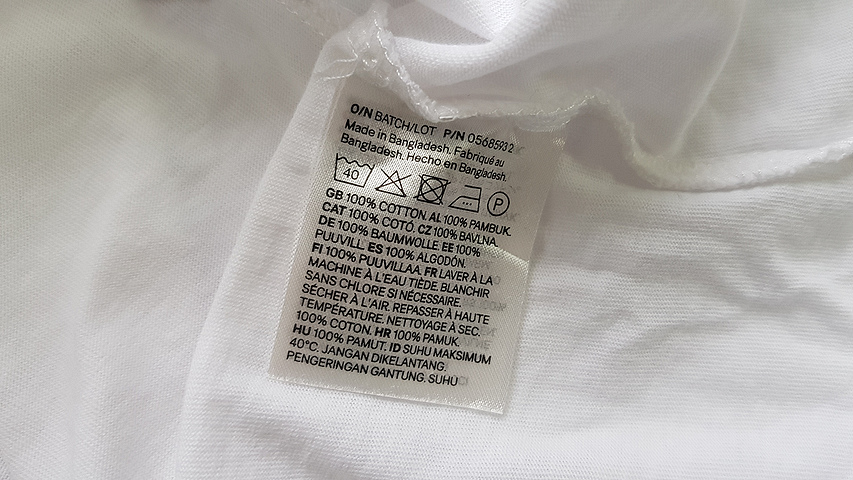 O/N BATCH/LOT P/N 0568593 2
Made in Bangladesh. Fabriqué au
Bangladesh. Hecho en Bangladesh.
40 P
GB 100% COTTON. AL 100% PAMBUK.
CAT 100% COTÓ. CZ 100% BAVLNA.
DE 100% BAUMWOLLE. EE 100%
PUUVILL. ES 100% ALGODÓN.
FI 100% PUUVILLAA. FR LAVER À LA
MACHINE À L'EAU TIÈDE. BLANCHIR
SANS CHLORE SI NÉCESSAIRE.
SÉCHER À L'AIR. REPASSER À HAUTE
TEMPÉRATURE. NETTOYAGE À SEC.
100% COTON. HR 100% PAMUK.
HU 100% PAMUT. ID SUHU MAKSIMUM
40°C. JANGAN DIKELANTANG.
PENGERINGAN GANTUNG. SUHU